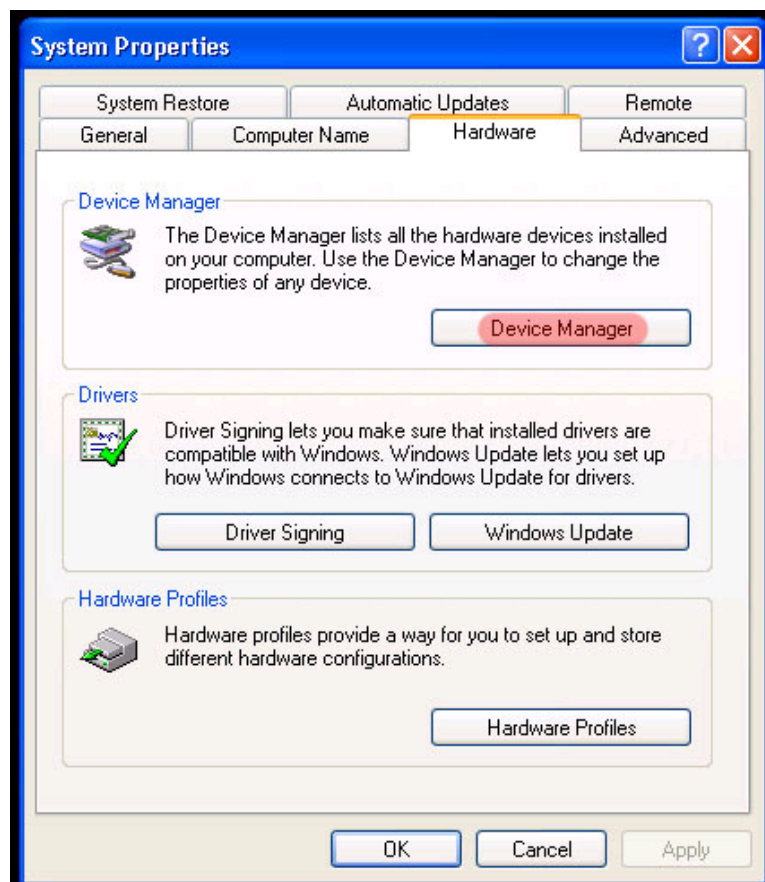 System Properties
System Restore Automatic Updates Remote
General Computer Name Hardware Advanced
Device Manager
The Device Manager lists all the hardware devices installed
on your computer. Use the Device Manager to change the
properties of any device.
Device Manager
Drivers
Driver Signing lets you make sure that installed drivers are
compatible with Windows. Windows Update lets you set up
how Windows connects to Windows Update for drivers.
Driver Signing Windows Update
Hardware Profiles
Hardware profiles provide a way for you to set up and store
different hardware configurations.
Hardware Profiles
OK Cancel Apply